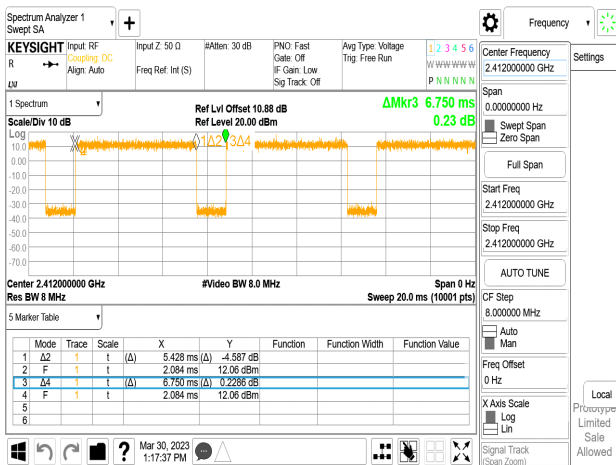 Spectrum Analyzer 1
Swept SA
Frequency
KEYSIGHT
R
LXI
Input: RF
Coupling: DC
Align: Auto
Input Z: 50 Ω
Freq Ref: Int (S)
#Atten: 30 dB
PNO: Fast
Gate: Off
IF Gain: Low
Sig Track: Off
Avg Type: Voltage
Trig: Free Run
1 2 3 4 5 6
W W W W W W
P N N N N N
1 Spectrum
Scale/Div 10 dB
Ref Lvl Offset 10.88 dB
Ref Level 20.00 dBm
ΔMkr3 6.750 ms
0.23 dB
Log
10.0
0.00
-10.0
-20.0
-30.0
-40.0
-50.0
-60.0
-70.0
1Δ2
3Δ4
Center 2.412000000 GHz
Res BW 8 MHz
#Video BW 8.0 MHz
Span 0 Hz
Sweep 20.0 ms (10001 pts)
5 Marker Table
Mode Trace Scale X Y Function Function Width Function Value
1 Δ2 1 t (Δ) 5.428 ms (Δ) -4.587 dB
2 F 1 t 2.084 ms 12.06 dBm
3 Δ4 1 t (Δ) 6.750 ms (Δ) 0.2286 dB
4 F 1 t 2.084 ms 12.06 dBm
5
6
Mar 30, 2023
1:17:37 PM
Center Frequency
2.412000000 GHz
Settings
Span
0.00000000 Hz
Swept Span
Zero Span
Full Span
Start Freq
2.412000000 GHz
Stop Freq
2.412000000 GHz
AUTO TUNE
CF Step
8.000000 MHz
Auto
Man
Freq Offset
0 Hz
X Axis Scale
Log
Lin
Signal Track
(Span Zoom)
Local
Prototype
Limited
Sale
Allowed